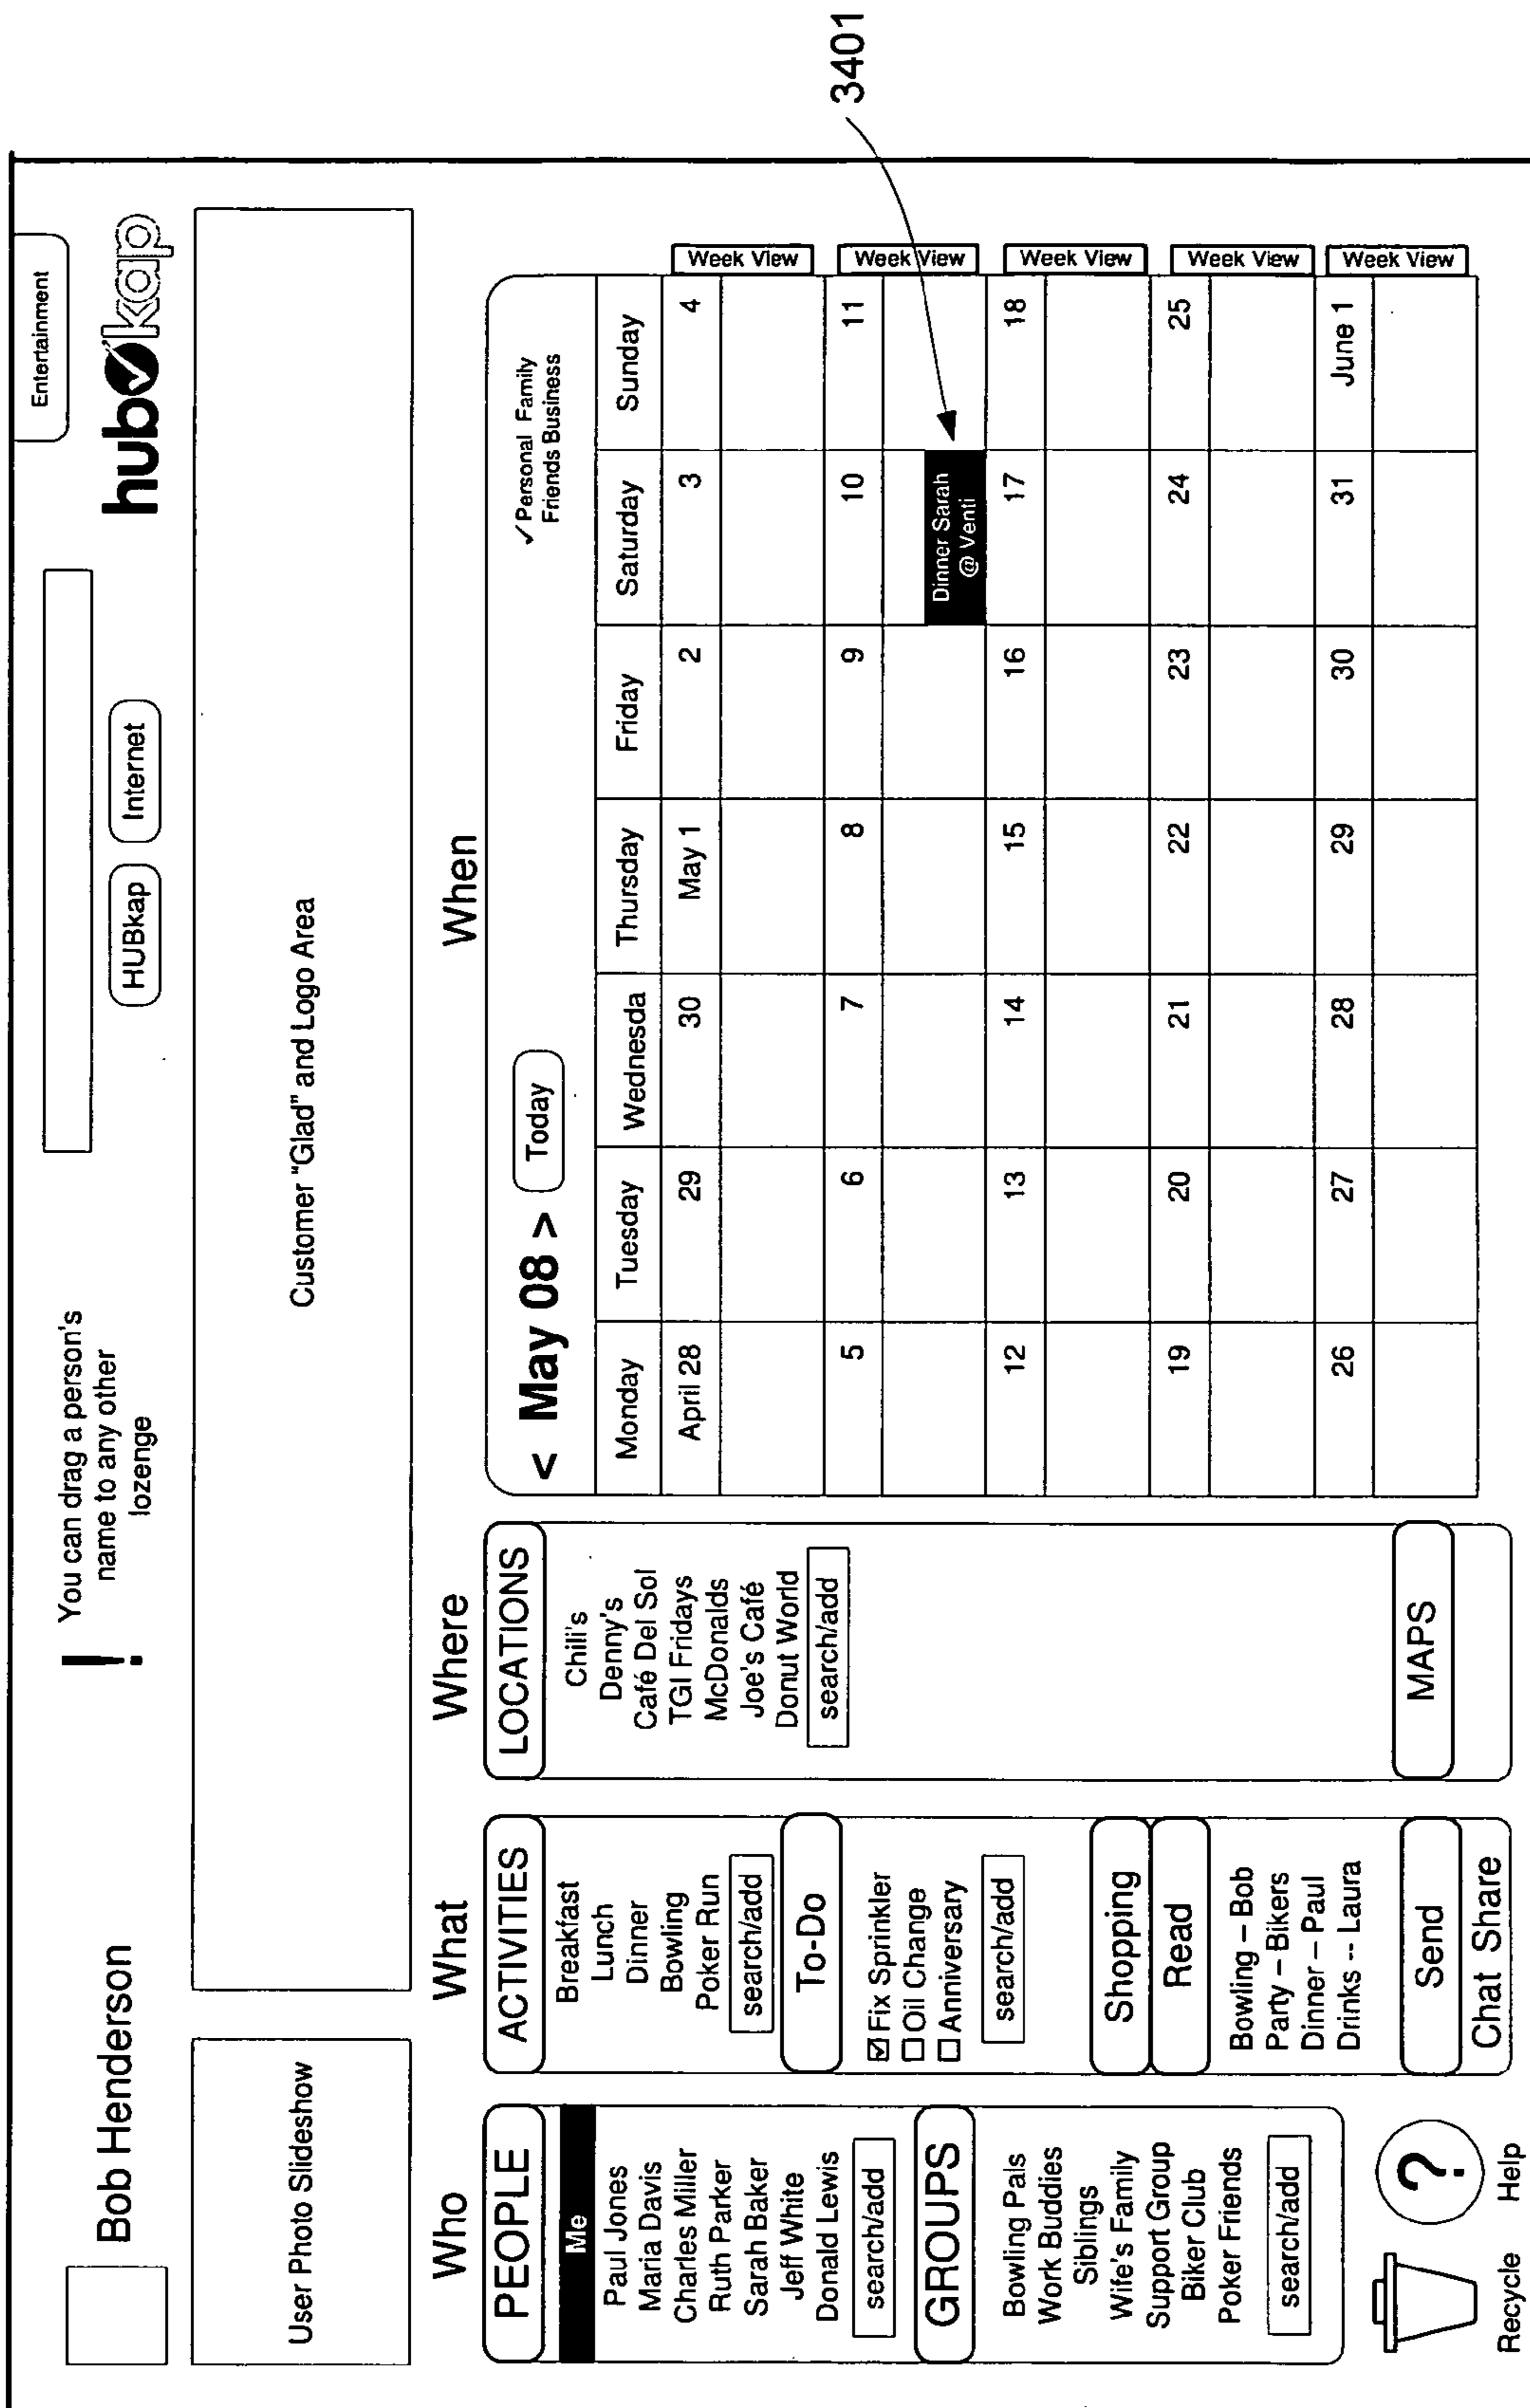 Bob Henderson
! You can drag a person's
name to any other
lozenge
HUBkap Internet
Entertainment
hubkap
User Photo Slideshow
Customer "Glad" and Logo Area
Who
PEOPLE
Me
Paul Jones
Maria Davis
Charles Miller
Ruth Parker
Sarah Baker
Jeff White
Donald Lewis
search/add
GROUPS
Bowling Pals
Work Buddies
Siblings
Wife's Family
Support Group
Biker Club
Poker Friends
search/add
Recycle
?
Help
What
ACTIVITIES
Breakfast
Lunch
Dinner
Bowling
Poker Run
search/add
To-Do
☑ Fix Sprinkler
☐ Oil Change
☐ Anniversary
search/add
Shopping
Read
Bowling – Bob
Party – Bikers
Dinner – Paul
Drinks -- Laura
Send
Chat Share
Where
LOCATIONS
Chili's
Denny's
Café Del Sol
TGI Fridays
McDonalds
Joe's Café
Donut World
search/add
MAPS
When
< May 08 > Today
✓ Personal Family
Friends Business
Monday Tuesday Wednesda Thursday Friday Saturday Sunday
April 28 29 30 May 1 2 3 4 Week View
5 6 7 8 9 10 11 Week View
Dinner Sarah
@ Venti
12 13 14 15 16 17 18 Week View
19 20 21 22 23 24 25 Week View
26 27 28 29 30 31 June 1 Week View
3401